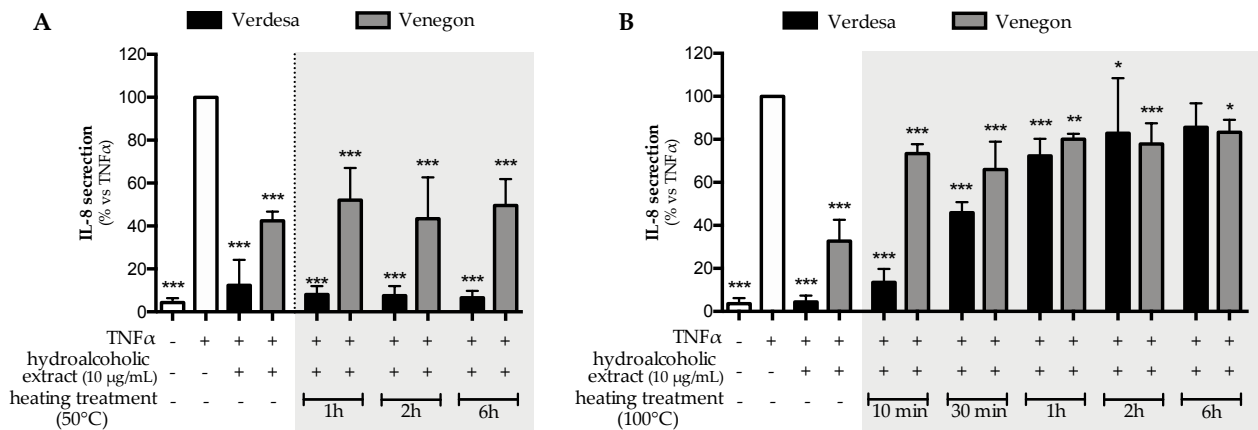 A
Verdesa
Venegon
IL-8 secrection
(% vs TNFα)
120
100
80
60
40
20
0
***
***
***
***
***
***
***
***
***
TNFα - + + + + + + + + +
hydroalcoholic
extract (10 µg/mL) - - + + + + + + + +
heating treatment - - - - 1h 2h 6h
(50°C)
B
Verdesa
Venegon
IL-8 secrection
(% vs TNFα)
120
100
80
60
40
20
0
***
***
***
***
***
***
***
***
**
*
***
*
TNFα - + + + + + + + + + + + + +
hydroalcoholic
extract (10 µg/mL) - - + + + + + + + + + + + +
heating treatment - - - - 10 min 30 min 1h 2h 6h
(100°C)